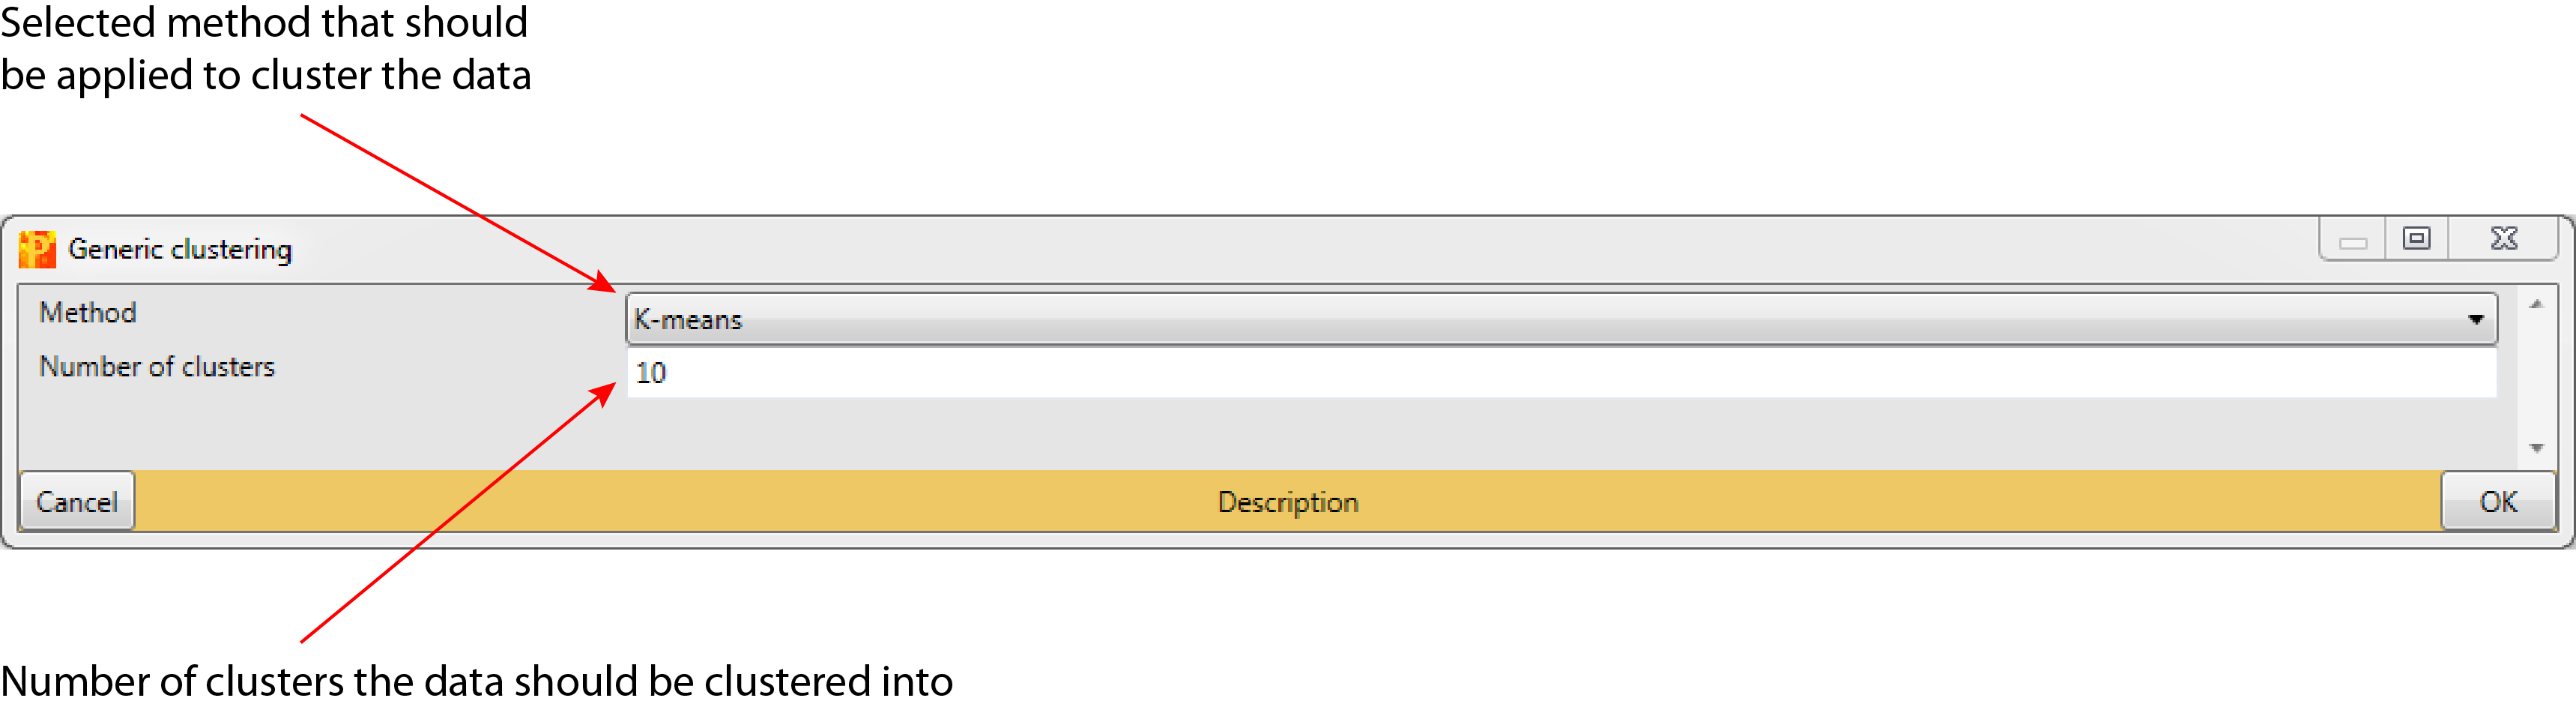 Selected method that should
be applied to cluster the data
Generic clustering
Method
K-means
Number of clusters
10
Cancel
Description
OK
Number of clusters the data should be clustered into